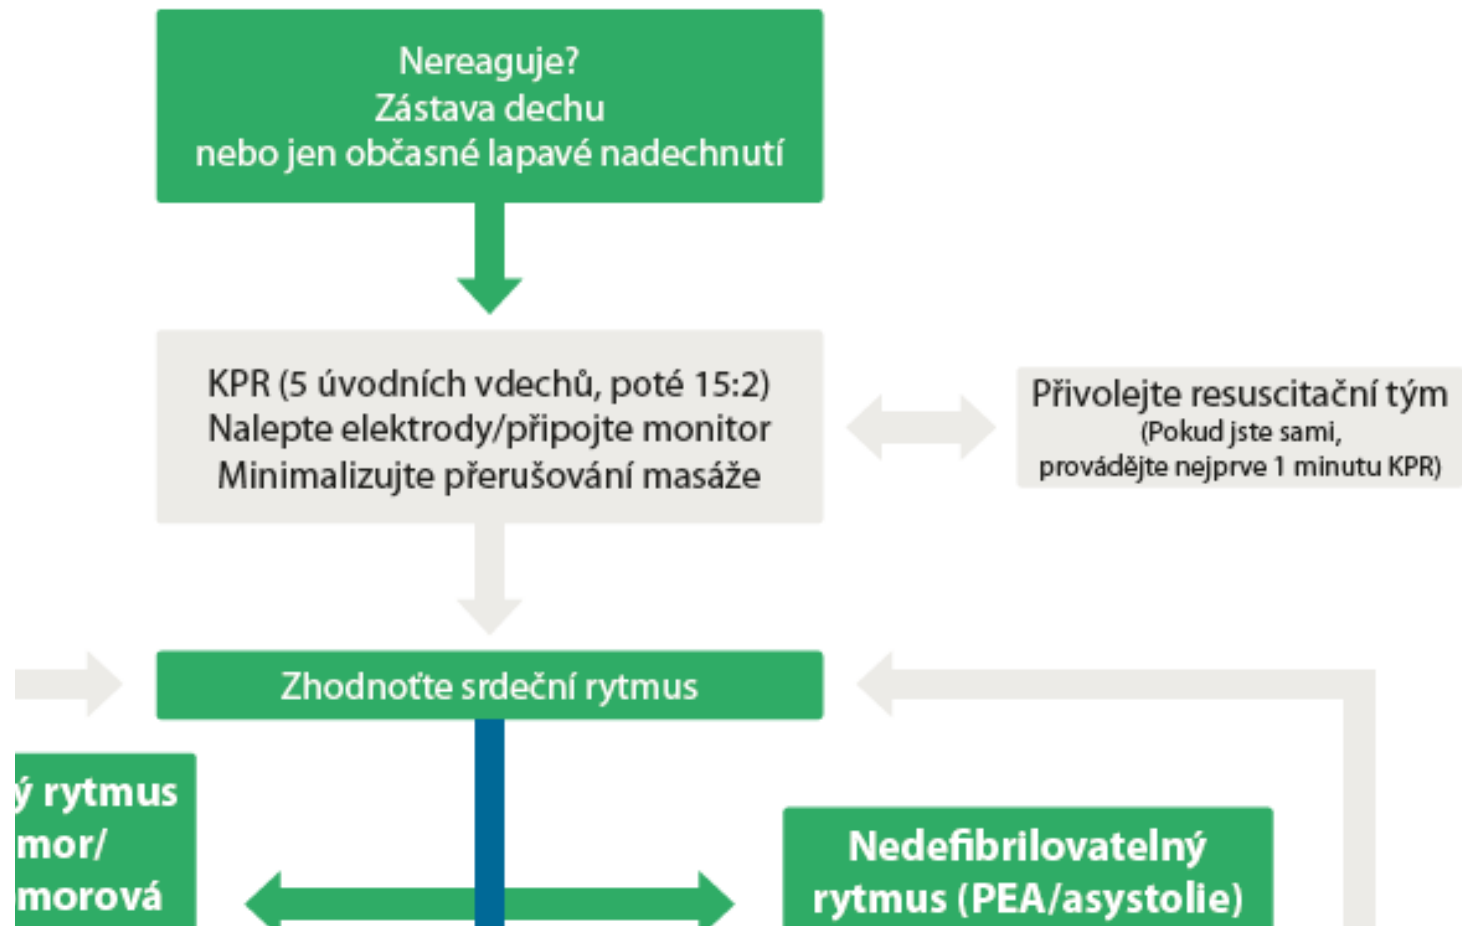 Nereaguje?
Zástava dechu
nebo jen občasné lapavé nadechnutí
KPR (5 úvodních vdechů, poté 15:2)
Nalepte elektrody/připojte monitor
Minimalizujte přerušování masáže
Přivolejte resuscitační tým
(Pokud jste sami,
provádějte nejprve 1 minutu KPR)
Zhodnoťte srdeční rytmus
ý rytmus
mor/
morová
Nedefibrilovatelný
rytmus (PEA/asystolie)